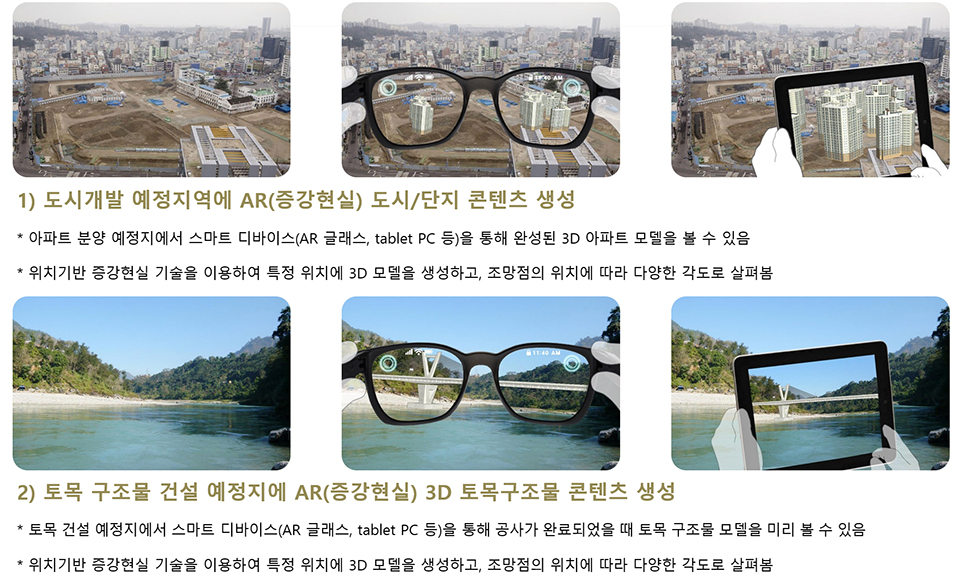 11:40 AM
1) 도시개발 예정지역에 AR(증강현실) 도시/단지 콘텐츠 생성
* 아파트 분양 예정지에서 스마트 디바이스(AR 글래스, tablet PC 등)을 통해 완성된 3D 아파트 모델을 볼 수 있음
* 위치기반 증강현실 기술을 이용하여 특정 위치에 3D 모델을 생성하고, 조망점의 위치에 따라 다양한 각도로 살펴봄
11:40 AM
2) 토목 구조물 건설 예정지에 AR(증강현실) 3D 토목구조물 콘텐츠 생성
* 토목 건설 예정지에서 스마트 디바이스(AR 글래스, tablet PC 등)을 통해 공사가 완료되었을 때 토목 구조물 모델을 미리 볼 수 있음
* 위치기반 증강현실 기술을 이용하여 특정 위치에 3D 모델을 생성하고, 조망점의 위치에 따라 다양한 각도로 살펴봄